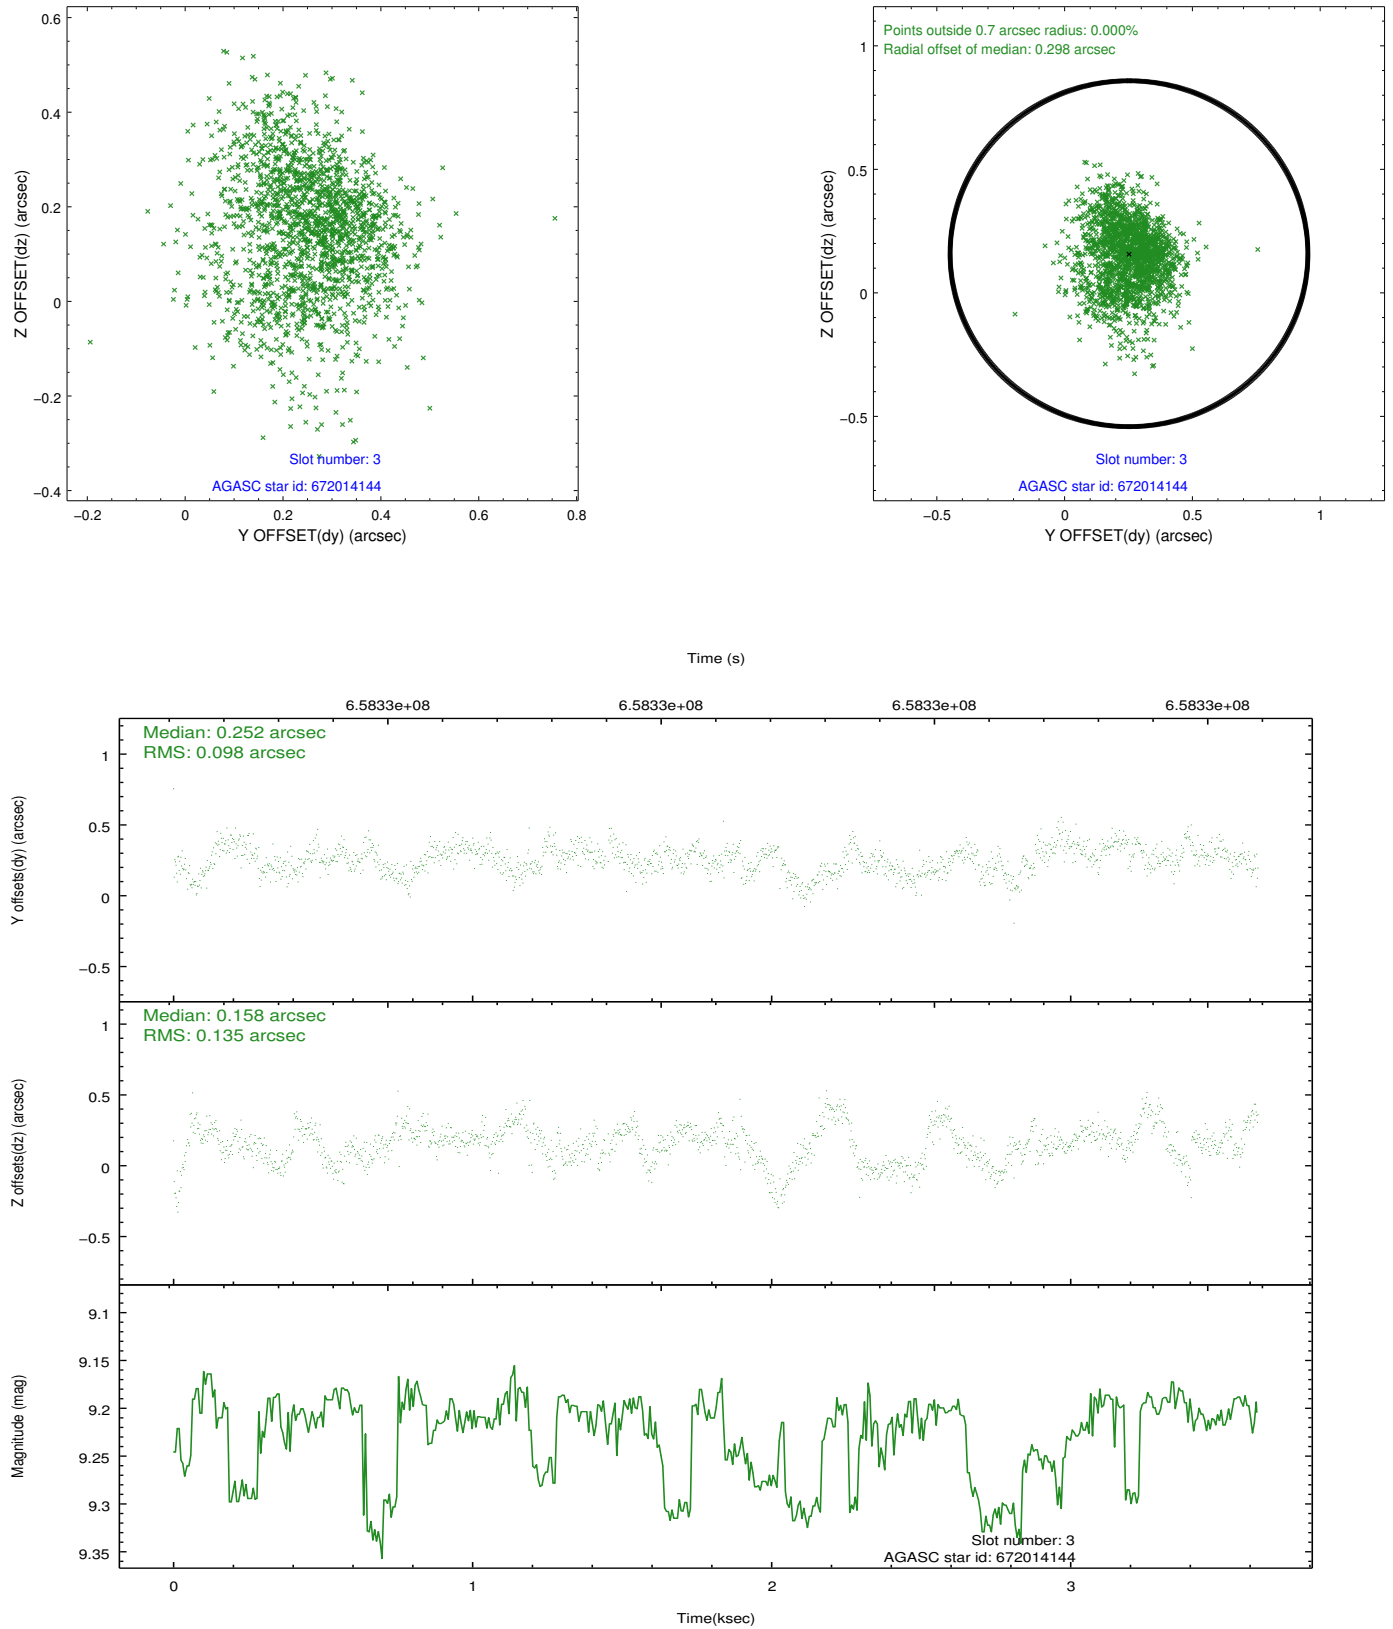 0.6
0.4
0.2
0
−0.2
−0.4
Z OFFSET(dz) (arcsec)
Slot number: 3
AGASC star id: 672014144
−0.2 0 0.2 0.4 0.6 0.8
Y OFFSET(dy) (arcsec)
Points outside 0.7 arcsec radius: 0.000%
Radial offset of median: 0.298 arcsec
1
0.5
0
−0.5
Z OFFSET(dz) (arcsec)
Slot number: 3
AGASC star id: 672014144
−0.5 0 0.5 1
Y OFFSET(dy) (arcsec)
Time (s)
6.5833e+08 6.5833e+08 6.5833e+08 6.5833e+08
Median: 0.252 arcsec
RMS: 0.098 arcsec
1
0.5
0
−0.5
Y offsets(dy) (arcsec)
Median: 0.158 arcsec
RMS: 0.135 arcsec
1
0.5
0
−0.5
Z offsets(dz) (arcsec)
9.1
9.15
9.2
9.25
9.3
9.35
Magnitude (mag)
Slot number: 3
AGASC star id: 672014144
0 1 2 3
Time(ksec)